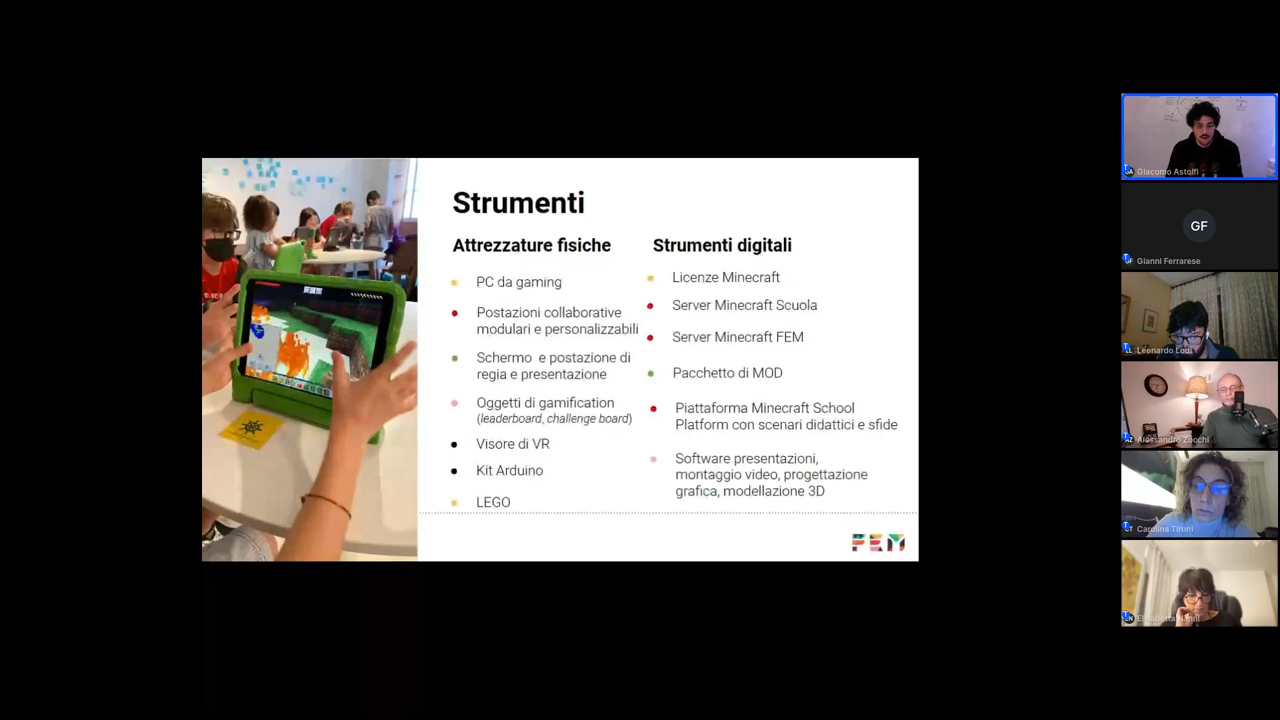 Strumenti
Attrezzature fisiche
PC da gaming
Postazioni collaborative
modulari e personalizzabili
Schermo e postazione di
regia e presentazione
Oggetti di gamification
(leaderboard, challenge board)
Visore di VR
Kit Arduino
LEGO
Strumenti digitali
Licenze Minecraft
Server Minecraft Scuola
Server Minecraft FEM
Pacchetto di MOD
Piattaforma Minecraft School
Platform con scenari didattici e sfide
Software presentazioni,
montaggio video, progettazione
grafica, modellazione 3D
FEM
Giacomo Astolfi
GF
Gianni Ferrarese
Leonardo Lodi
Alessandro Zocchi
Carolina Tironi